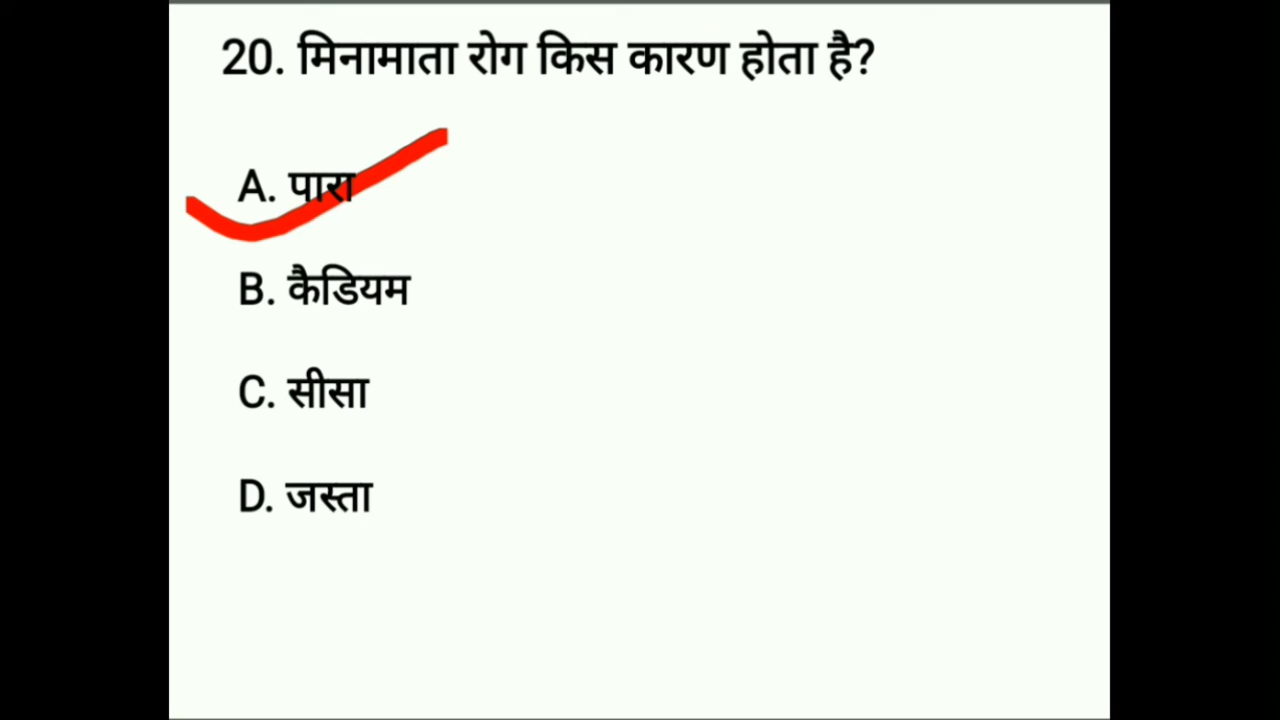 20. मिनामाता रोग किस कारण होता है?
A. पारा
B. कैडियम
C. सीसा
D. जस्ता